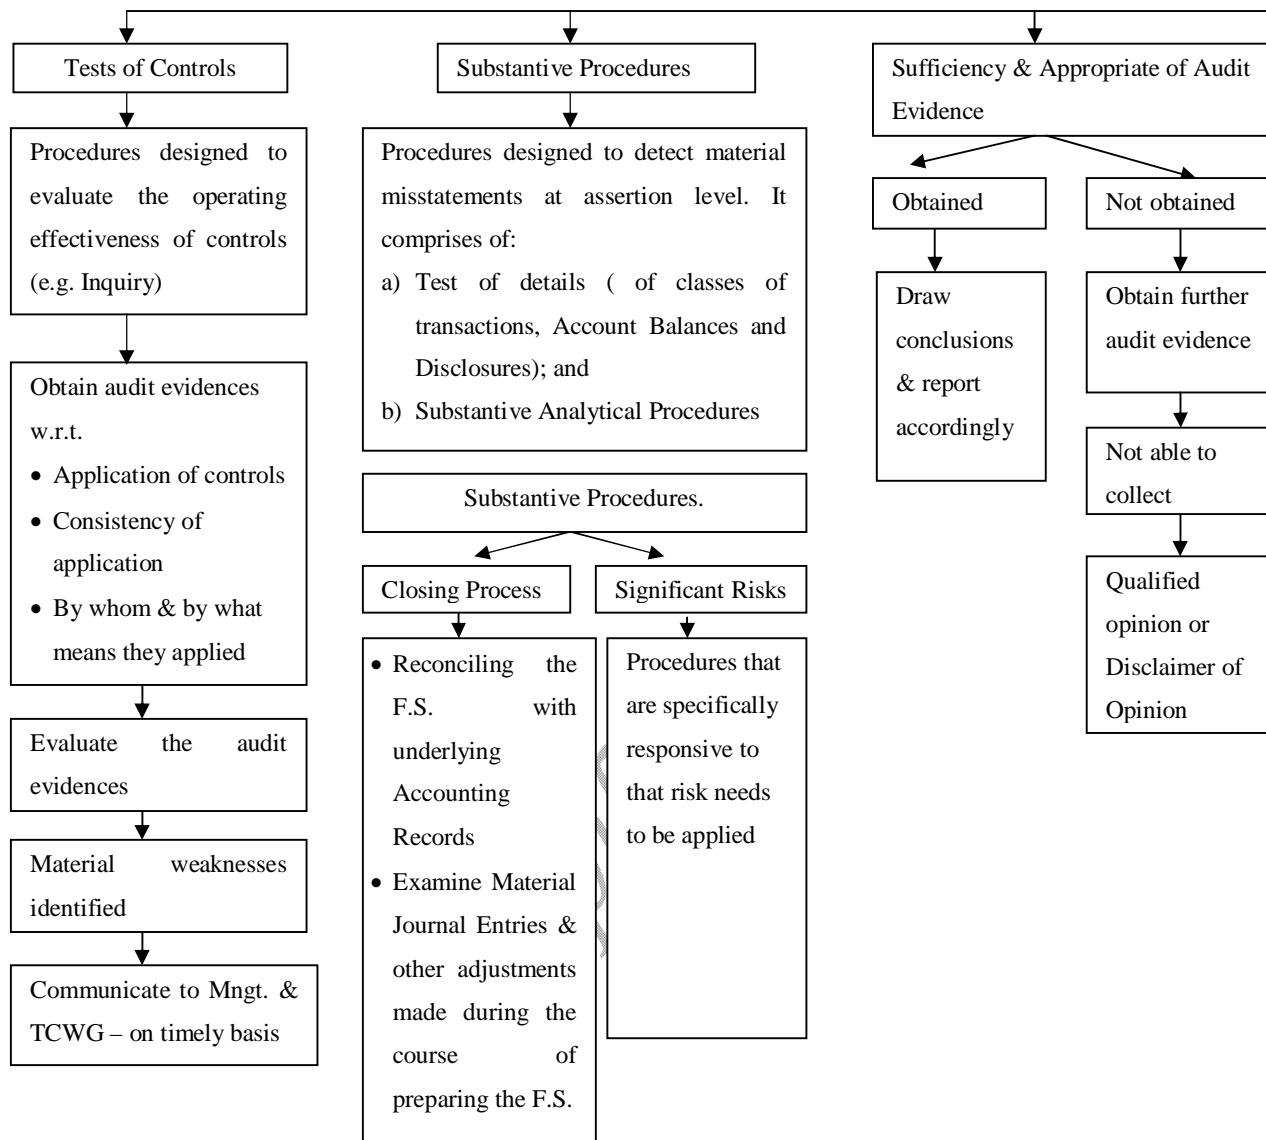 Tests of Controls
Procedures designed to
evaluate the operating
effectiveness of controls
(e.g. Inquiry)
Obtain audit evidences
w.r.t.
• Application of controls
• Consistency of
application
• By whom & by what
means they applied
Evaluate the audit
evidences
Material weaknesses
identified
Communicate to Mngt. &
TCWG – on timely basis
Substantive Procedures
Procedures designed to detect material
misstatements at assertion level. It
comprises of:
a) Test of details ( of classes of
transactions, Account Balances and
Disclosures); and
b) Substantive Analytical Procedures
Substantive Procedures.
Closing Process
• Reconciling the
F.S. with
underlying
Accounting
Records
• Examine Material
Journal Entries &
other adjustments
made during the
course of
preparing the F.S.
Significant Risks
Procedures that
are specifically
responsive to
that risk needs
to be applied
Sufficiency & Appropriate of Audit
Evidence
Obtained
Draw
conclusions
& report
accordingly
Not obtained
Obtain further
audit evidence
Not able to
collect
Qualified
opinion or
Disclaimer of
Opinion